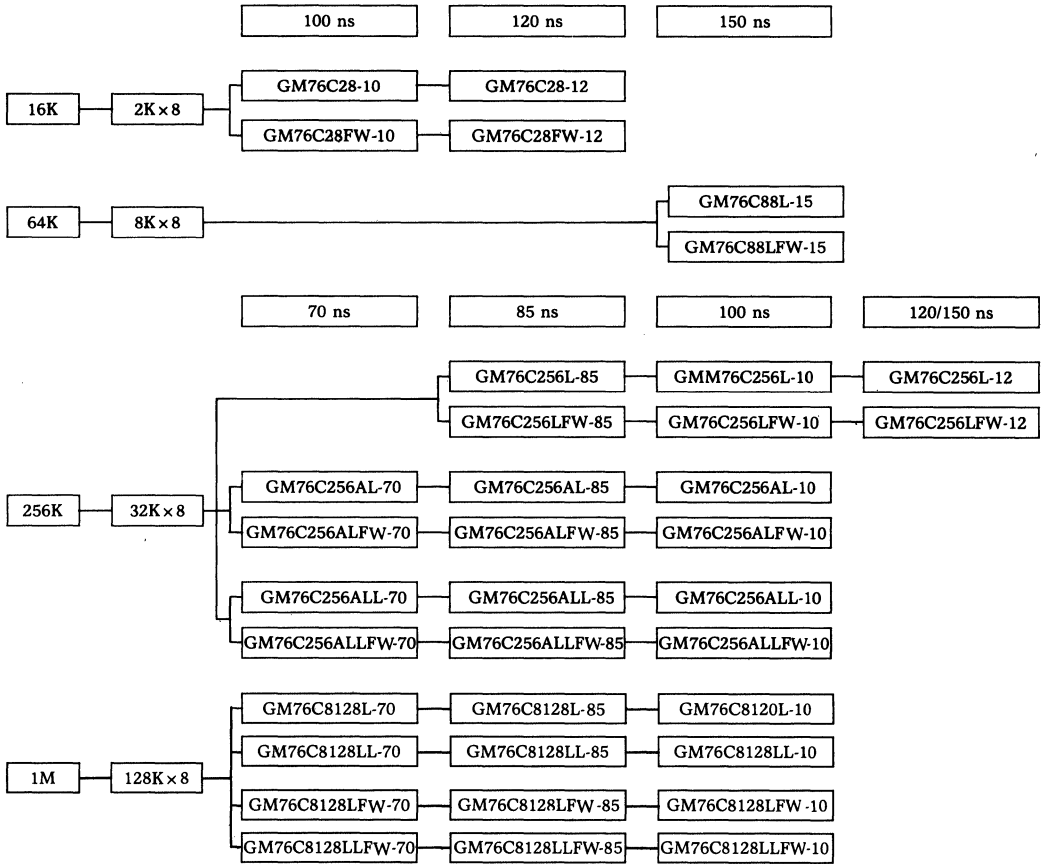 100 ns 120 ns 150 ns
GM76C28-10 GM76C28-12
16K 2K×8
GM76C28FW-10 GM76C28FW-12
GM76C88L-15
64K 8K×8
GM76C88LFW-15
70 ns 85 ns 100 ns 120/150 ns
GM76C256L-85 GMM76C256L-10 GM76C256L-12
GM76C256LFW-85 GM76C256LFW-10 GM76C256LFW-12
GM76C256AL-70 GM76C256AL-85 GM76C256AL-10
256K 32K×8
GM76C256ALFW-70 GM76C256ALFW-85 GM76C256ALFW-10
GM76C256ALL-70 GM76C256ALL-85 GM76C256ALL-10
GM76C256ALLFW-70 GM76C256ALLFW-85 GM76C256ALLFW-10
GM76C8128L-70 GM76C8128L-85 GM76C8120L-10
GM76C8128LL-70 GM76C8128LL-85 GM76C8128LL-10
1M 128K×8
GM76C8128LFW-70 GM76C8128LFW-85 GM76C8128LFW-10
GM76C8128LLFW-70 GM76C8128LLFW-85 GM76C8128LLFW-10